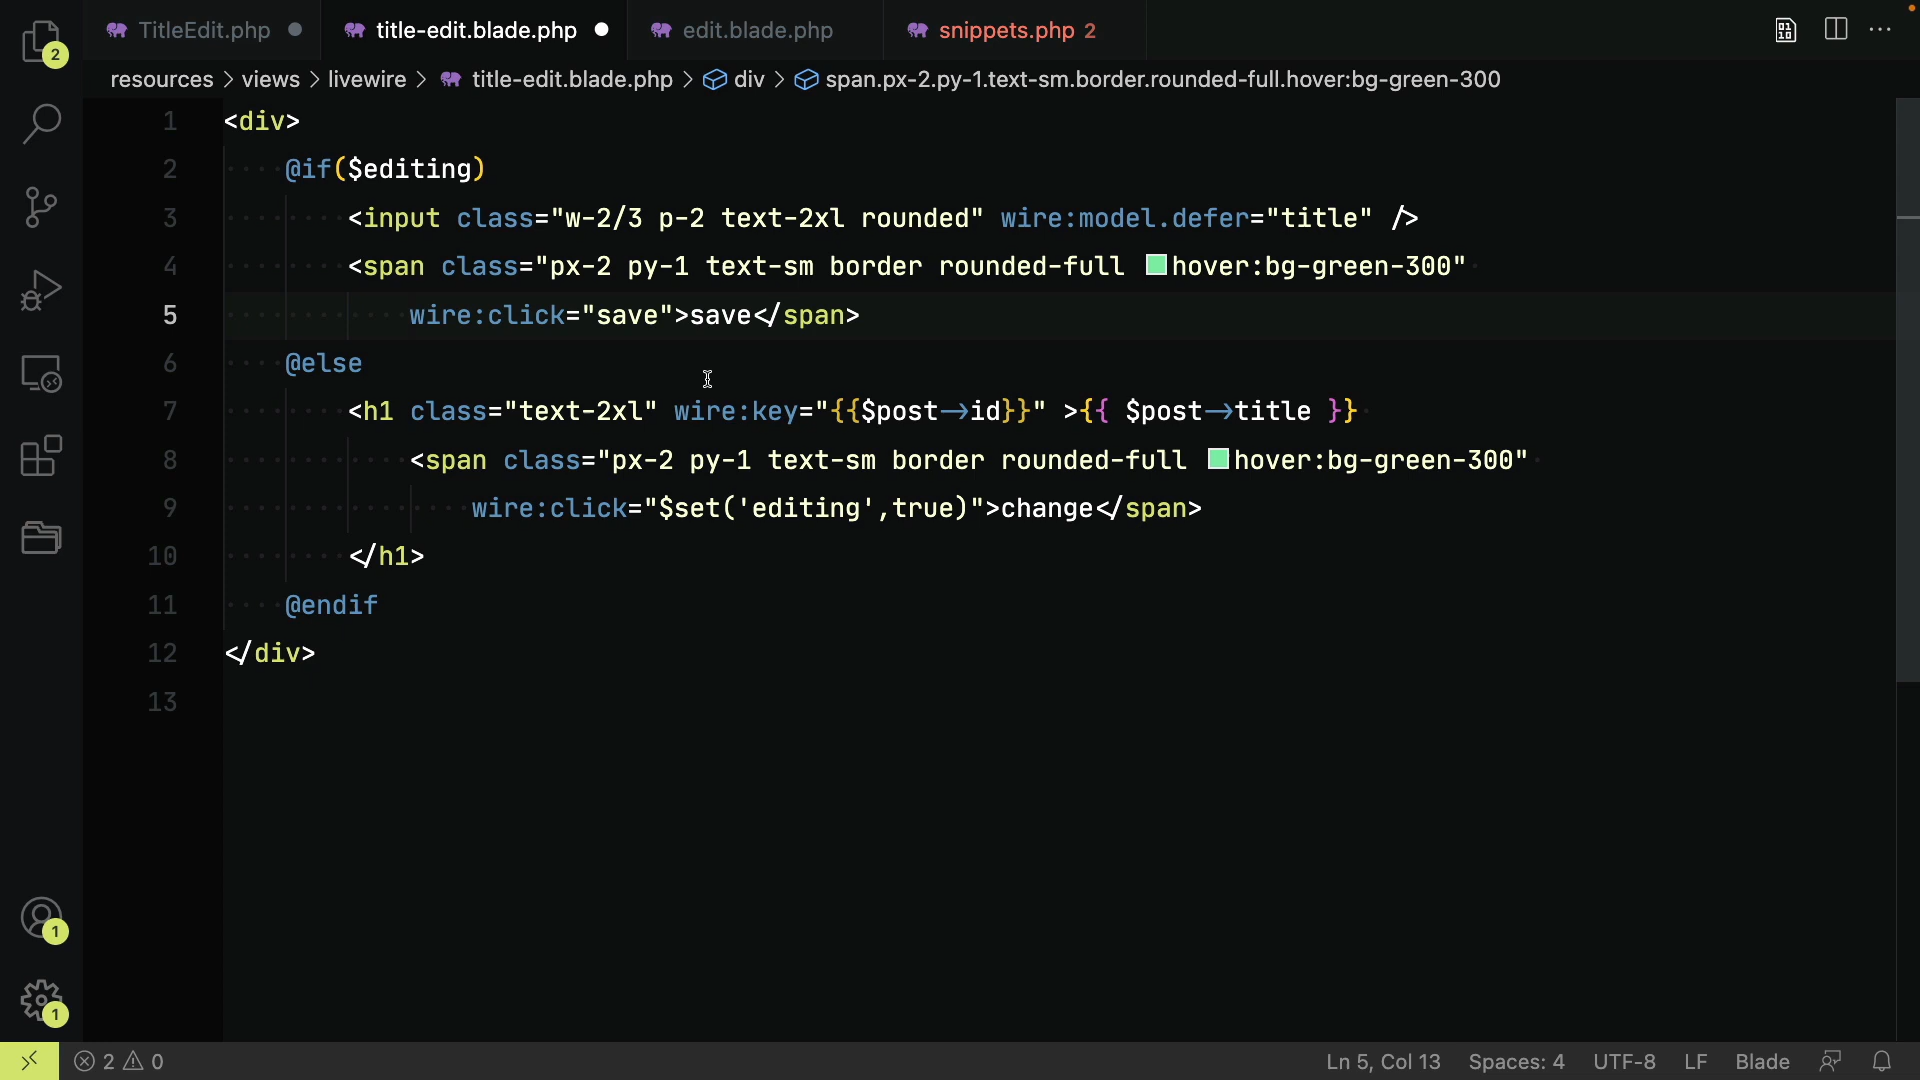 TitleEdit.php
title-edit.blade.php
edit.blade.php
snippets.php 2
2
resources > views > livewire > title-edit.blade.php > div > span.px-2.py-1.text-sm.border.rounded-full.hover:bg-green-300
1 <div>
2 @if($editing)
3 <input class="w-2/3 p-2 text-2xl rounded" wire:model.defer="title" />
4 <span class="px-2 py-1 text-sm border rounded-full hover:bg-green-300"
5 wire:click="save">save</span>
6 @else
7 <h1 class="text-2xl" wire:key="{{$post->id}}" >{{ $post->title }}
8 <span class="px-2 py-1 text-sm border rounded-full hover:bg-green-300"
9 wire:click="$set('editing',true)">change</span>
10 </h1>
11 @endif
12 </div>
13
1
1
2 0 Ln 5, Col 13 Spaces: 4 UTF-8 LF Blade